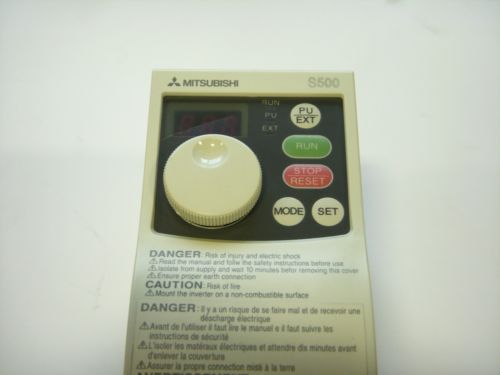 MITSUBISHI S500
RUN
PU
EXT
PU
EXT
RUN
STOP
RESET
MODE SET
DANGER: Risk of injury and electric shock
Read the manual and follw the safety instructions before use
Isolate from supply and wait 10 minutes befor removing this cover
Ensure proper earth connection
CAUTION: Risk of fire
Mount the inverter on a non-combustible surface
DANGER: Il y a un risque de se faire mal et de recevoir une
déscharge électrique
Avant de l'utiliser il faut lire le manuel e il faut suivre les
instructions de sécurité
L'isoler les matéraux électriques et attendre dix minutes avant
d'enlever la couverture
Assurer la propre connection misk à la terre